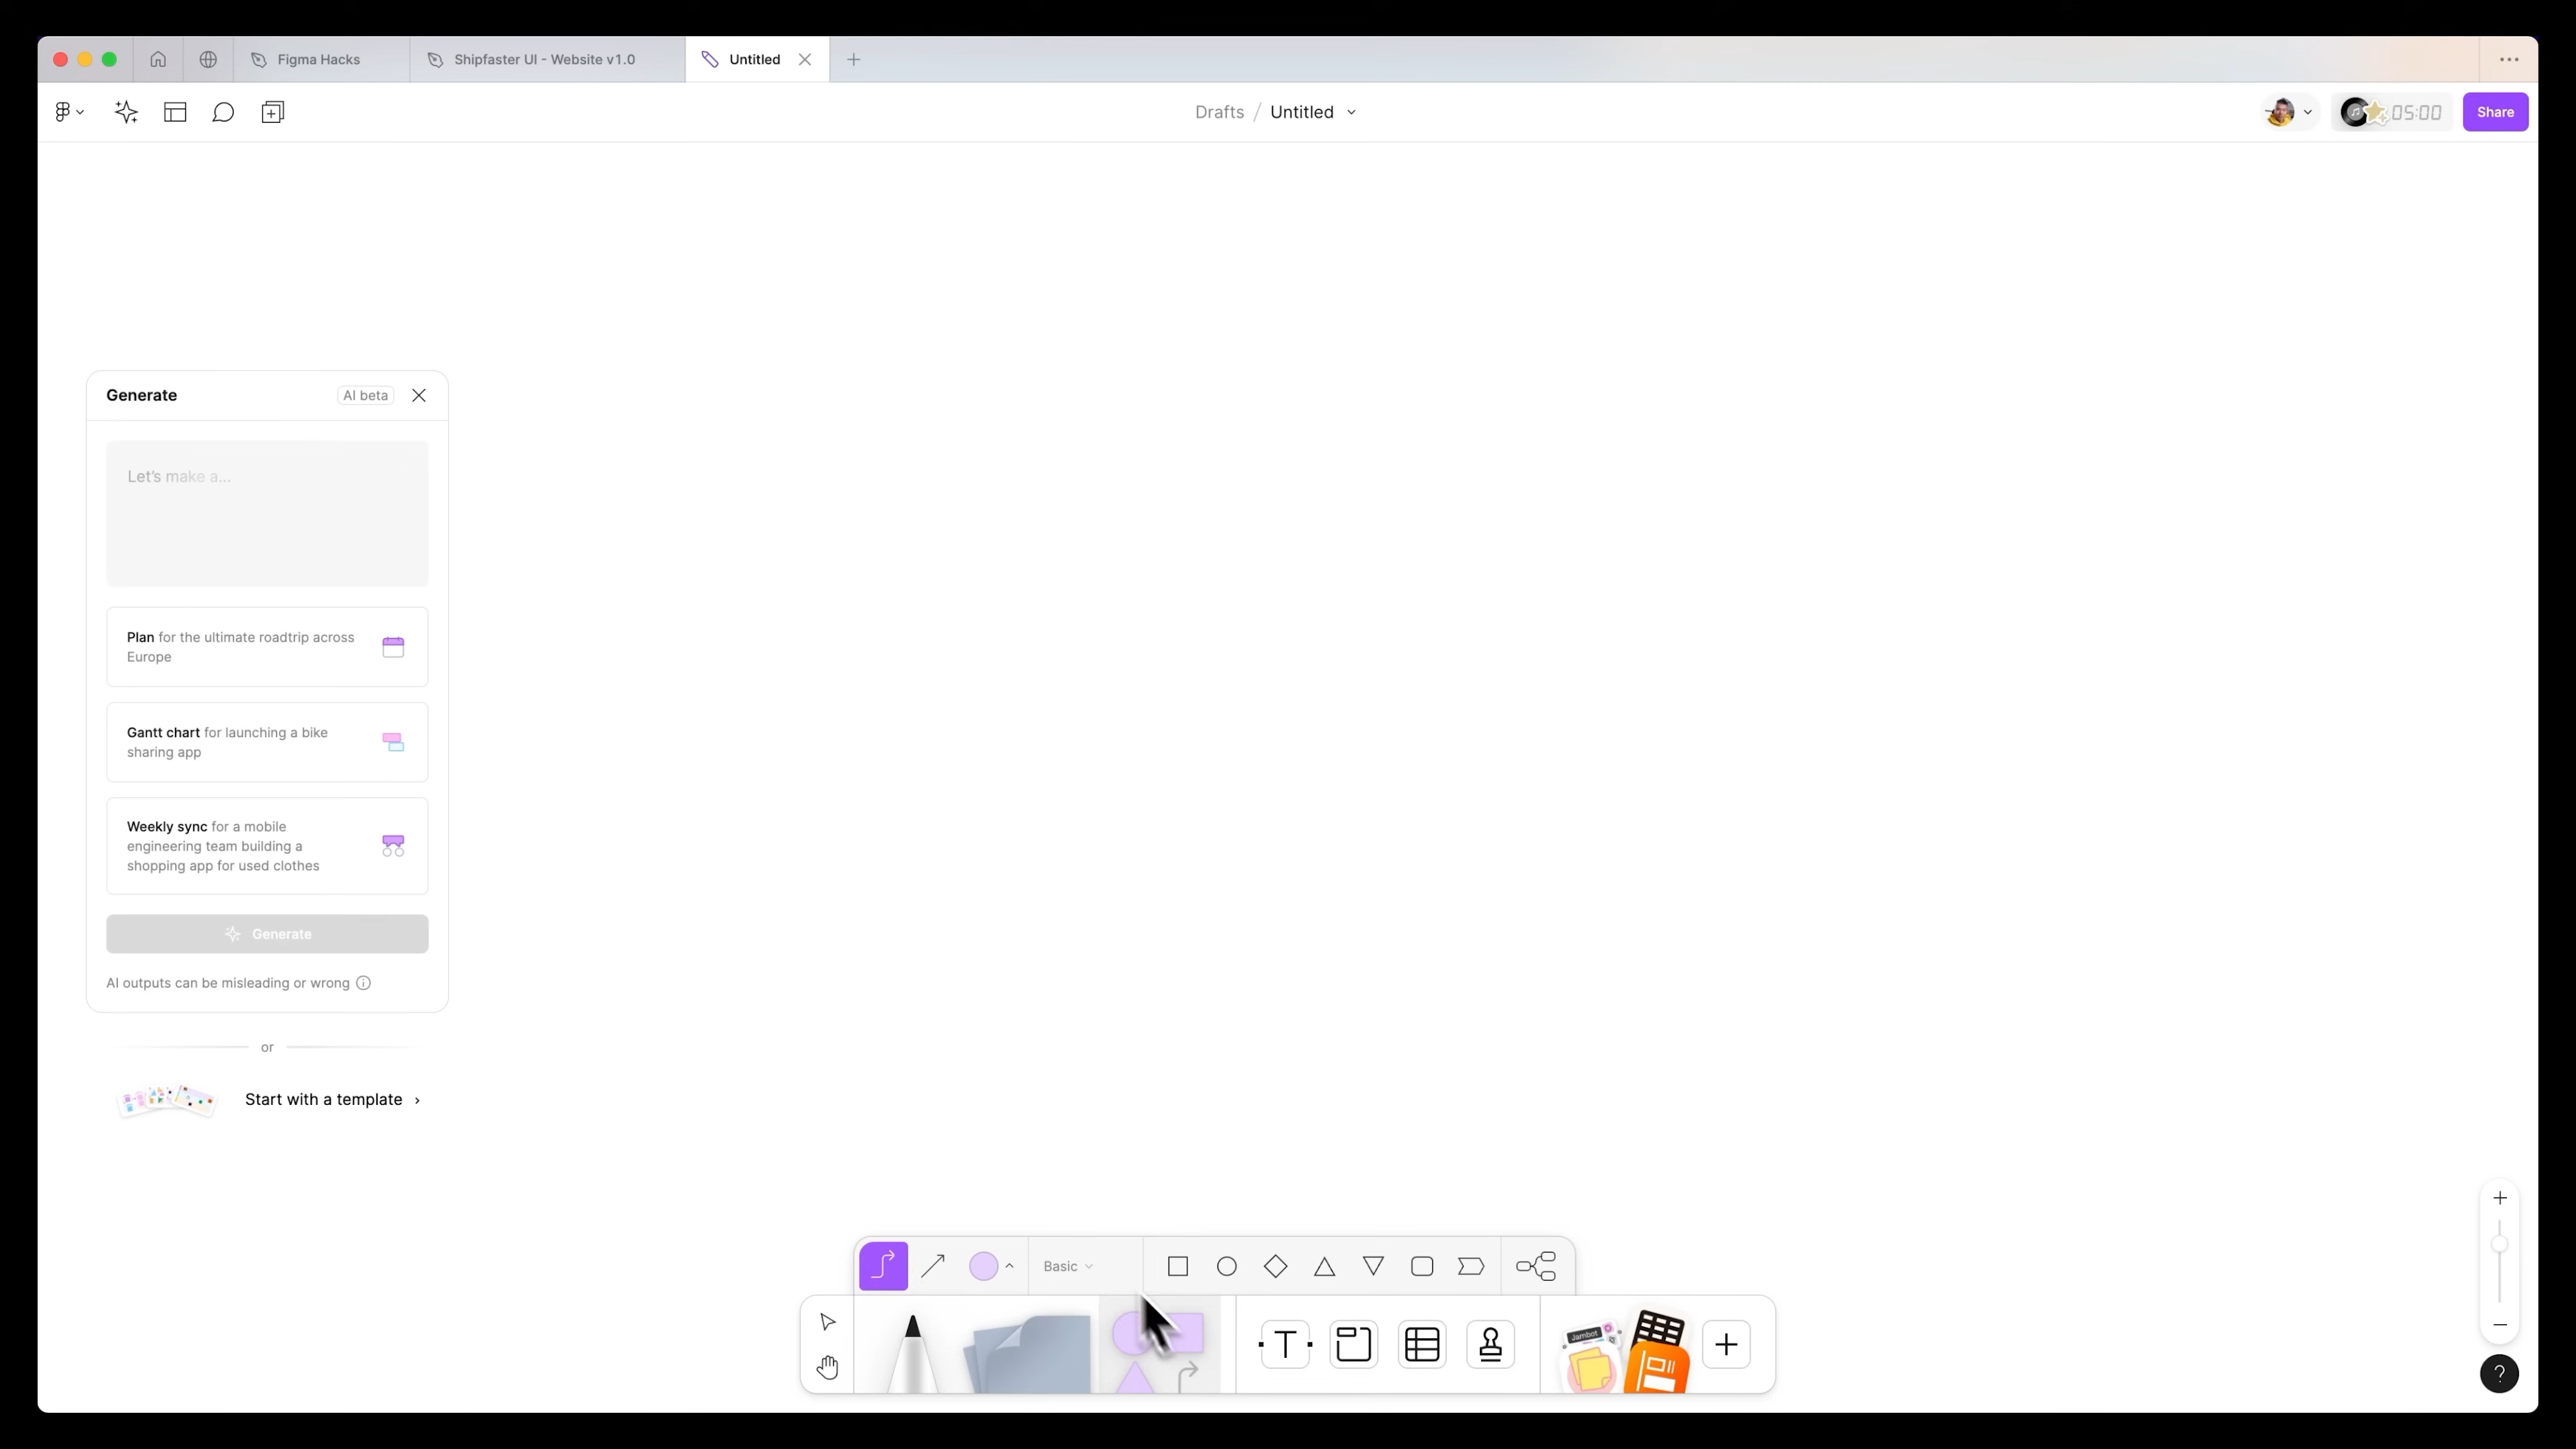 Figma Hacks
Shipfaster UI - Website v1.0
Untitled
Drafts / Untitled
05:00
Share
Generate
AI beta
Let's make a...
Plan for the ultimate roadtrip across
Europe
Gantt chart for launching a bike
sharing app
Weekly sync for a mobile
engineering team building a
shopping app for used clothes
Generate
AI outputs can be misleading or wrong
or
Start with a template
Basic
T
Jambot
?